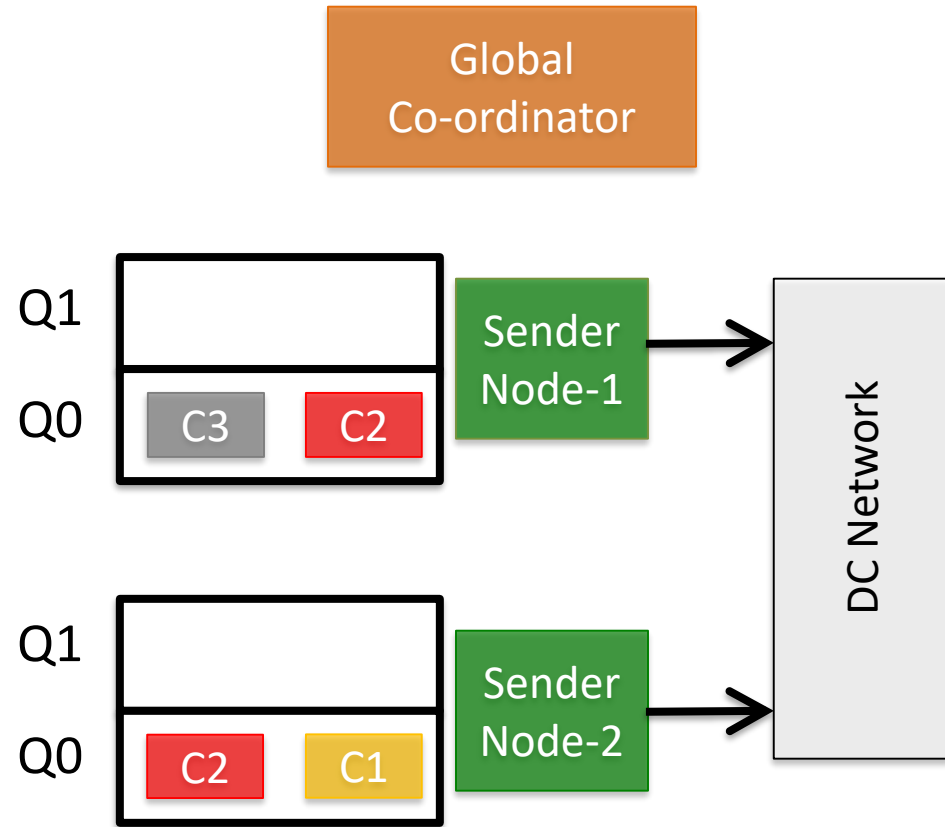 Global
Co-ordinator
Q1
Q0
C3 C2
Sender
Node-1
Q1
Q0
C2 C1
Sender
Node-2
DC Network